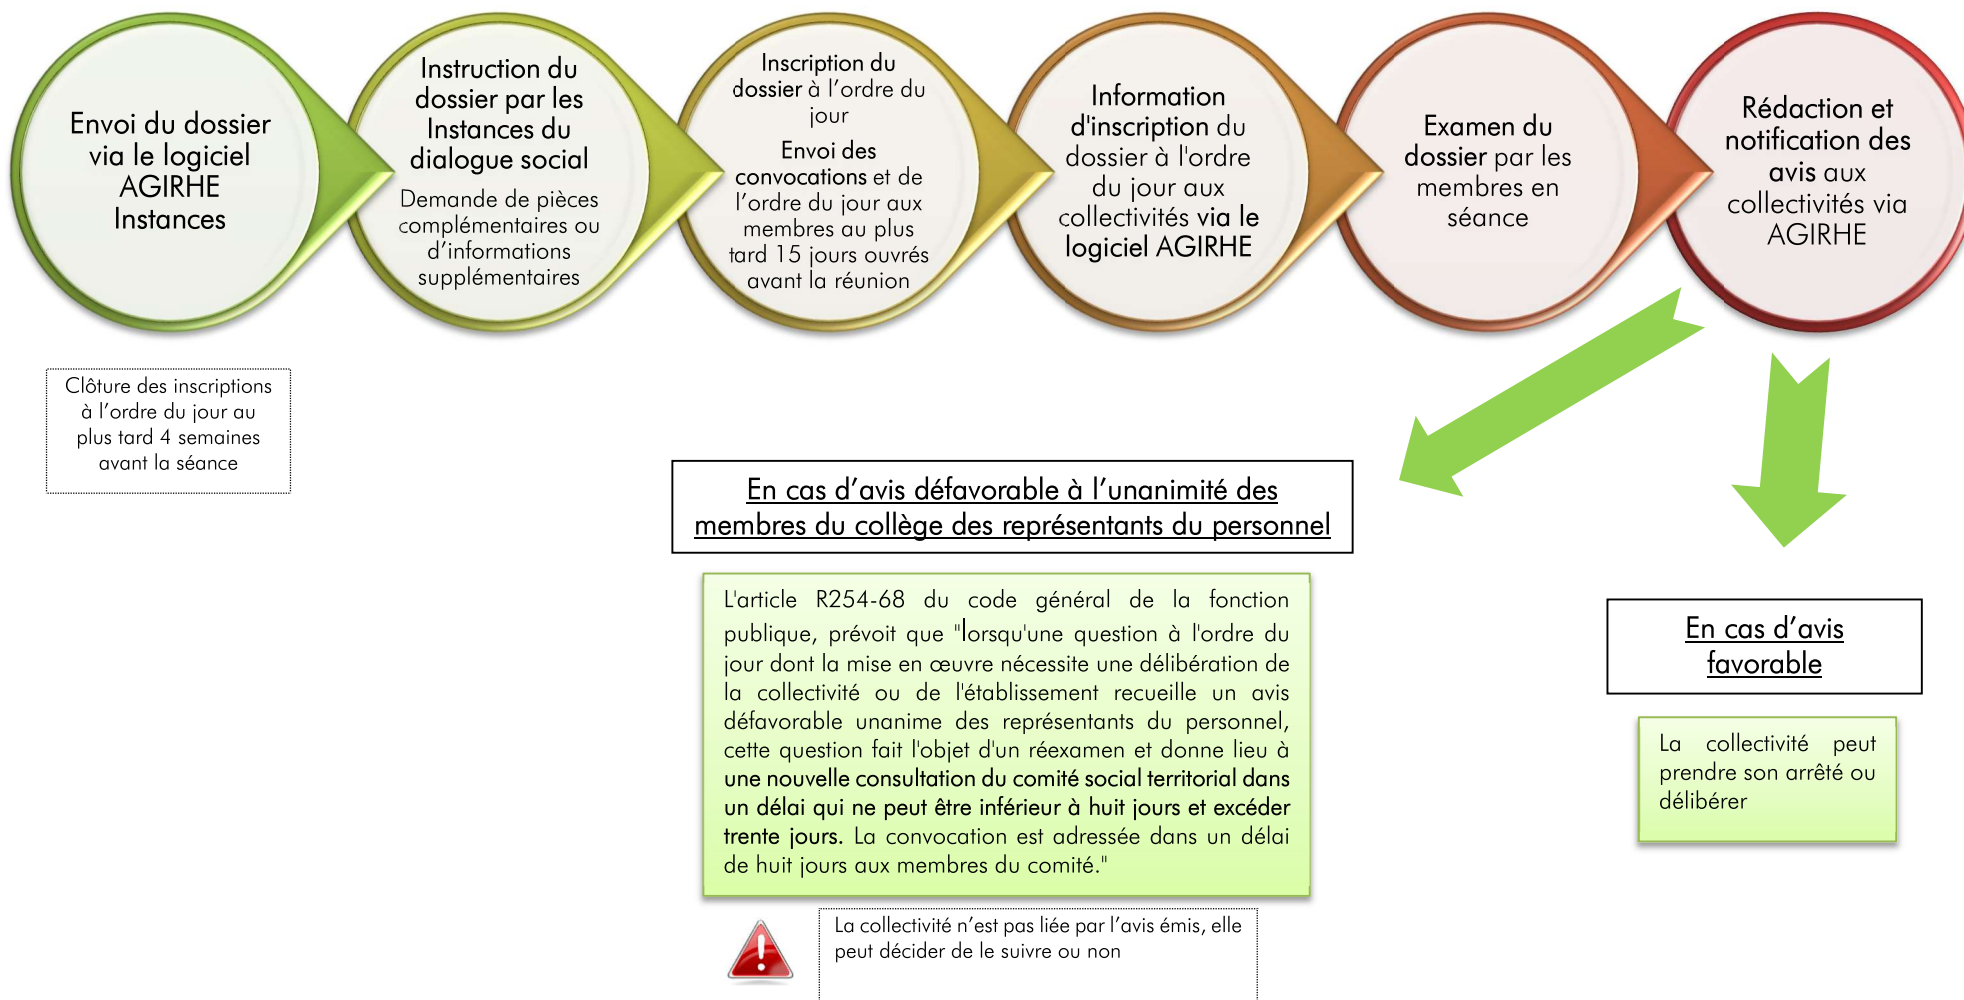 Envoi du dossier
via le logiciel
AGIRHE
Instances
Instruction du
dossier par les
Instances du
dialogue social
Demande de pièces
complémentaires ou
d’informations
supplémentaires
Inscription du
dossier à l’ordre du
jour
Envoi des
convocations et de
l’ordre du jour aux
membres au plus
tard 15 jours ouvrés
avant la réunion
Information
d'inscription du
dossier à l'ordre
du jour aux
collectivités via le
logiciel AGIRHE
Examen du
dossier par les
membres en
séance
Rédaction et
notification des
avis aux
collectivités via
AGIRHE
Clôture des inscriptions
à l’ordre du jour au
plus tard 4 semaines
avant la séance
En cas d’avis défavorable à l’unanimité des
membres du collège des représentants du personnel
L'article R254-68 du code général de la fonction
publique, prévoit que "lorsqu'une question à l'ordre du
jour dont la mise en œuvre nécessite une délibération de
la collectivité ou de l'établissement recueille un avis
défavorable unanime des représentants du personnel,
cette question fait l'objet d'un réexamen et donne lieu à
une nouvelle consultation du comité social territorial dans
un délai qui ne peut être inférieur à huit jours et excéder
trente jours. La convocation est adressée dans un délai
de huit jours aux membres du comité."
La collectivité n’est pas liée par l’avis émis, elle
peut décider de le suivre ou non
En cas d’avis
favorable
La collectivité peut
prendre son arrêté ou
délibérer